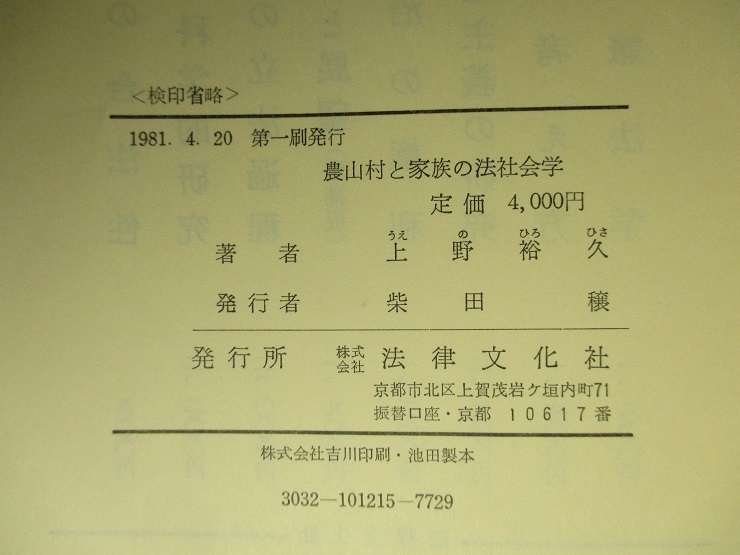 ＜検印省略＞
1981. 4. 20 第一刷発行
農山村と家族の法社会学
定価 4,000円
うえ の ひろ ひさ
著者 上野裕久
発行者 柴田穣
発行所 株式会社 法律文化社
京都市北区上賀茂岩ケ垣内町71
振替口座・京都 10617番
株式会社吉川印刷・池田製本
3032―101215―7729